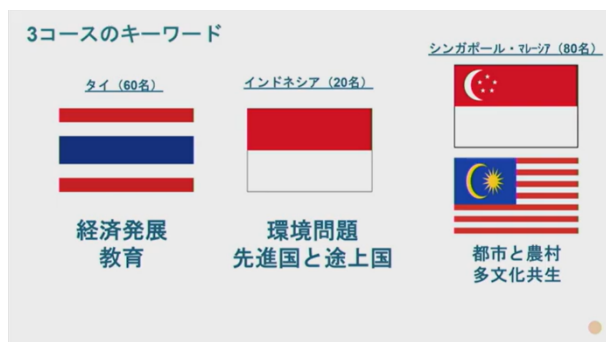 3コースのキーワード
タイ（60名）
経済発展
教育
インドネシア（20名）
環境問題
先進国と途上国
シンガポール・マレーシア（80名）
都市と農村
多文化共生